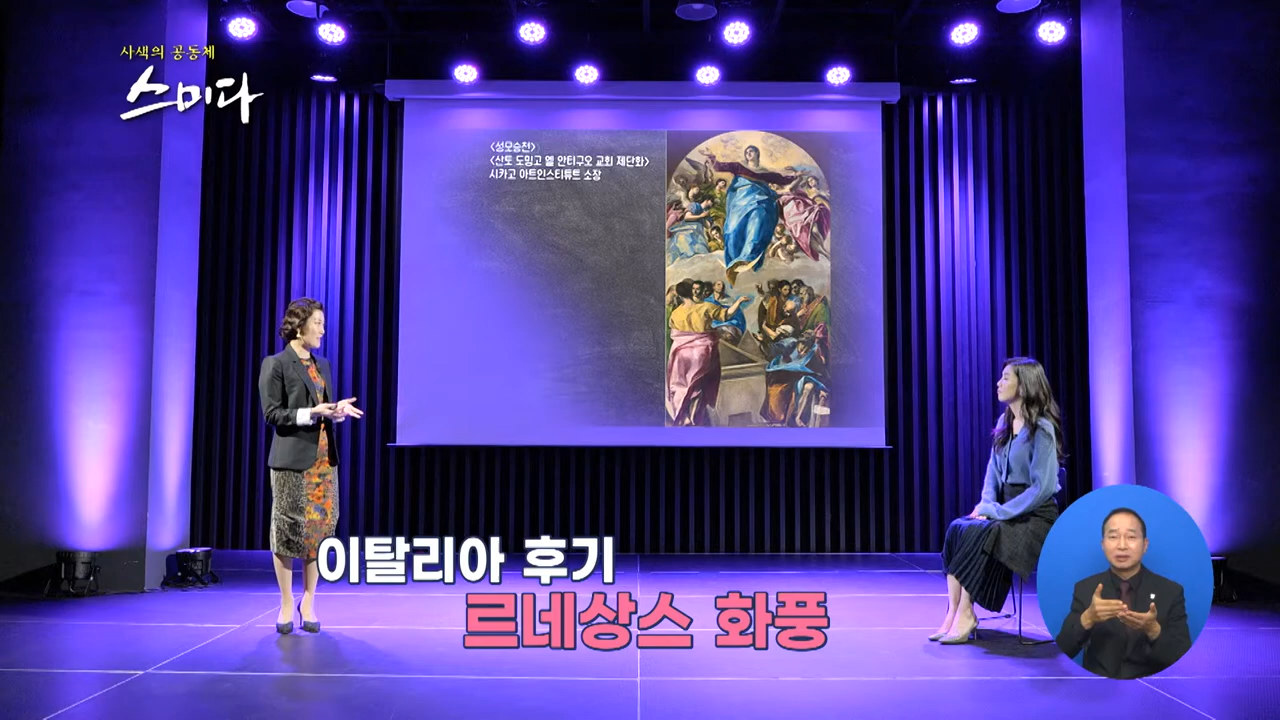 사색의 공동체
스미다
<성모승천>
<산토 도밍고 엘 안티구오 교회 제단화>
시카고 아트인스티튜트 소장
이탈리아 후기
르네상스 화풍